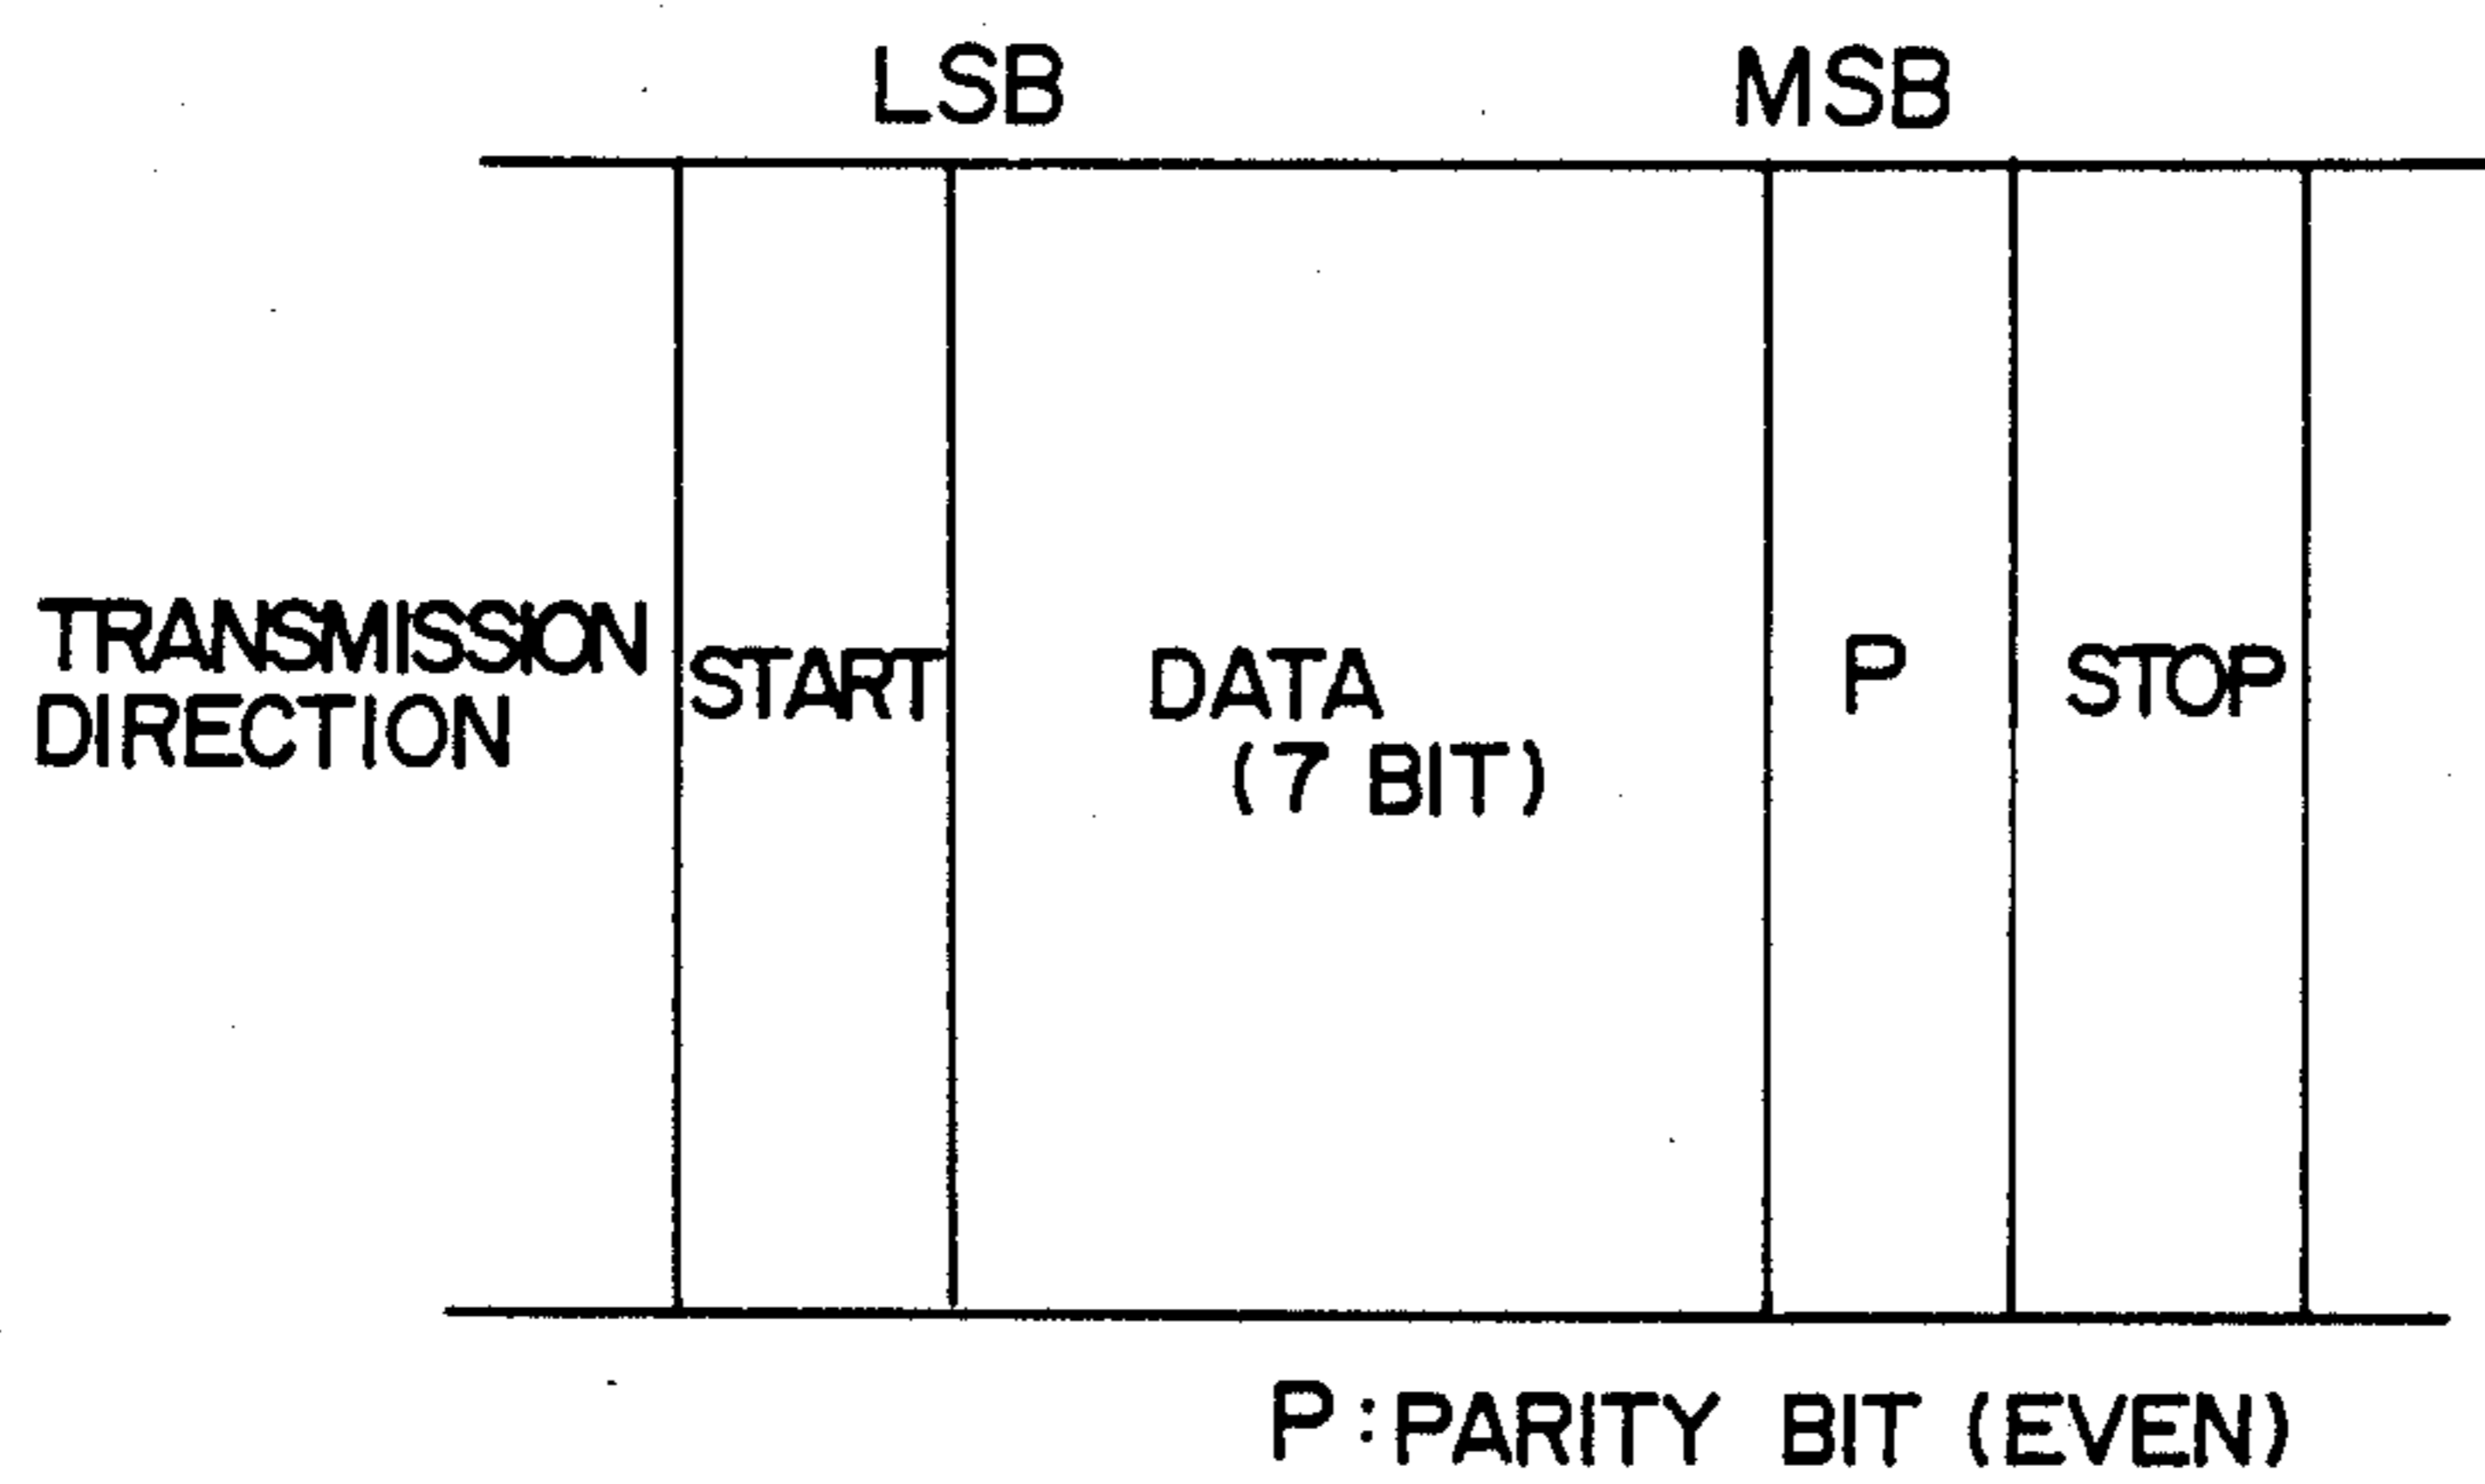 LSB MSB
TRANSMISSION
DIRECTION
START DATA P STOP
(7 BIT)
P:PARITY BIT (EVEN)